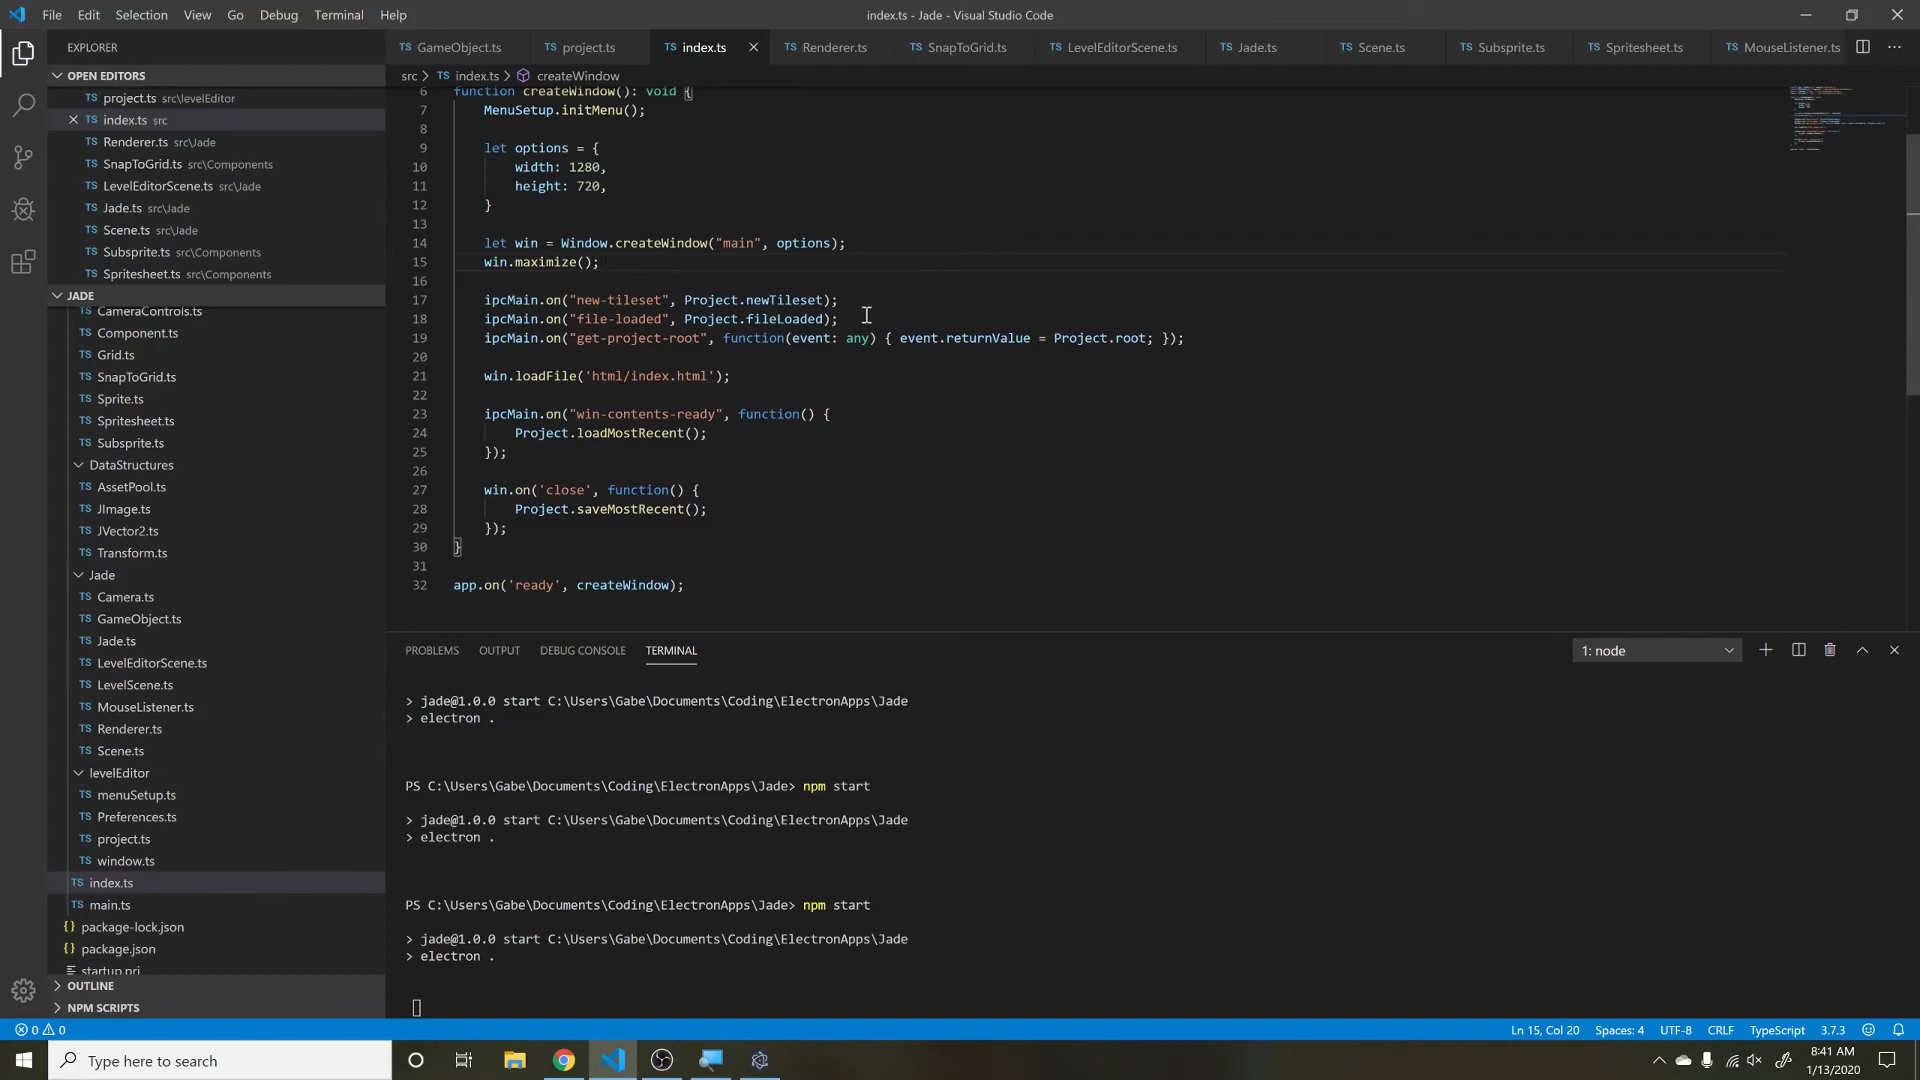 File Edit Selection View Go Debug Terminal Help
index.ts - Jade - Visual Studio Code
EXPLORER
OPEN EDITORS
project.ts src\levelEditor
index.ts src
Renderer.ts src\Jade
SnapToGrid.ts src\Components
LevelEditorScene.ts src\Jade
Jade.ts src\Jade
Scene.ts src\Jade
Subsprite.ts src\Components
Spritesheet.ts src\Components
JADE
CameraControls.ts
Component.ts
Grid.ts
SnapToGrid.ts
Sprite.ts
Spritesheet.ts
Subsprite.ts
DataStructures
AssetPool.ts
JImage.ts
JVector2.ts
Transform.ts
Jade
Camera.ts
GameObject.ts
Jade.ts
LevelEditorScene.ts
LevelScene.ts
MouseListener.ts
Renderer.ts
Scene.ts
levelEditor
menuSetup.ts
Preferences.ts
project.ts
window.ts
index.ts
main.ts
package-lock.json
package.json
startup.prj
OUTLINE
NPM SCRIPTS
GameObject.ts project.ts index.ts Renderer.ts SnapToGrid.ts LevelEditorScene.ts Jade.ts Scene.ts Subsprite.ts Spritesheet.ts MouseListener.ts
src > TS index.ts > createWindow
6 function createWindow(): void {
7 MenuSetup.initMenu();
8
9 let options = {
10 width: 1280,
11 height: 720,
12 }
13
14 let win = Window.createWindow("main", options);
15 win.maximize();
16
17 ipcMain.on("new-tileset", Project.newTileset);
18 ipcMain.on("file-loaded", Project.fileLoaded);
19 ipcMain.on("get-project-root", function(event: any) { event.returnValue = Project.root; });
20
21 win.loadFile('html/index.html');
22
23 ipcMain.on("win-contents-ready", function() {
24 Project.loadMostRecent();
25 });
26
27 win.on('close', function() {
28 Project.saveMostRecent();
29 });
30 }
31
32 app.on('ready', createWindow);
PROBLEMS OUTPUT DEBUG CONSOLE TERMINAL
1: node
> jade@1.0.0 start C:\Users\Gabe\Documents\Coding\ElectronApps\Jade
> electron .
PS C:\Users\Gabe\Documents\Coding\ElectronApps\Jade> npm start
> jade@1.0.0 start C:\Users\Gabe\Documents\Coding\ElectronApps\Jade
> electron .
PS C:\Users\Gabe\Documents\Coding\ElectronApps\Jade> npm start
> jade@1.0.0 start C:\Users\Gabe\Documents\Coding\ElectronApps\Jade
> electron .
0 0
Ln 15, Col 20 Spaces: 4 UTF-8 CRLF TypeScript 3.7.3
Type here to search
8:41 AM
1/13/2020